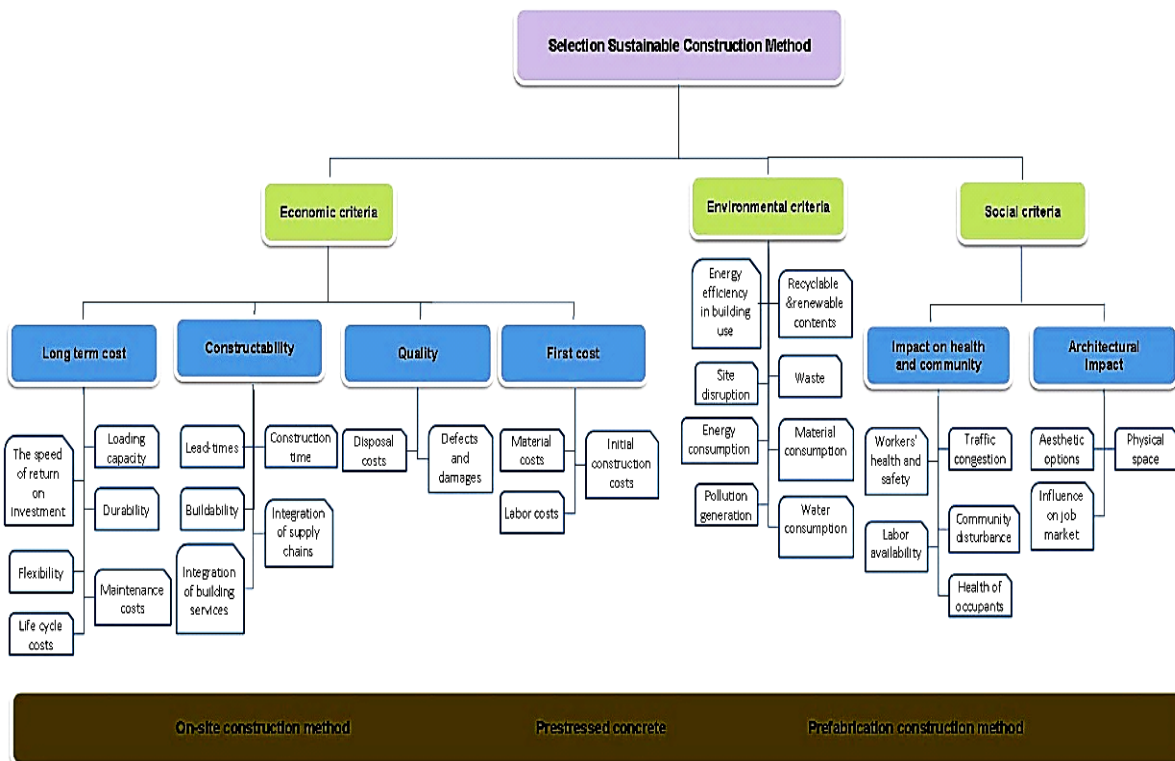 Selection Sustainable Construction Method
Economic criteria
Environmental criteria
Social criteria
Long term cost
Constructability
Quality
First cost
Energy
efficiency
in building
use
Recyclable
&renewable
contents
Site
disruption
Waste
Energy
consumption
Material
consumption
Pollution
generation
Water
consumption
Impact on health
and community
Architectural
Impact
The speed
of return
on
investment
Loading
capacity
Durability
Flexibility
Maintenance
costs
Life cycle
costs
Lead-times
Construction
time
Buildability
Integration
of supply
chains
Integration
of building
services
Disposal
costs
Defects
and
damages
Material
costs
Initial
construction
costs
Labor costs
Workers'
health and
safety
Traffic
congestion
Labor
availability
Community
disturbance
Health of
occupants
Aesthetic
options
Physical
space
Influence
on job
market
On-site construction method
Prestressed concrete
Prefabrication construction method